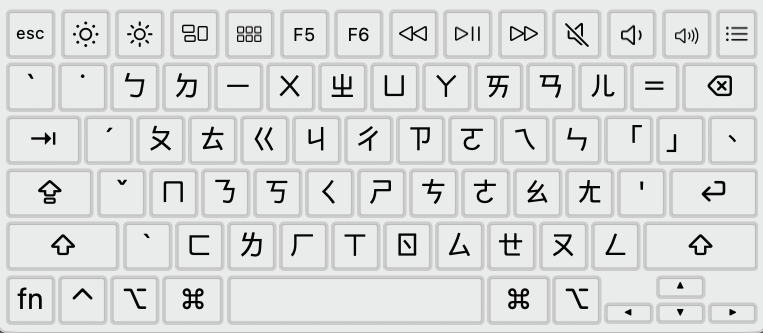 esc F5 F6
` ˙ ㄅ ㄉ ㄧ ㄨ ㄓ ㄩ ㄚ ㄞ ㄢ ㄦ =
ˊ ㄆ ㄊ ㄍ ㄐ ㄔ ㄗ ㄛ ㄟ ㄣ 「 」 、
ˇ ㄇ ㄋ ㄎ ㄑ ㄕ ㄘ ㄜ ㄠ ㄤ '
ˋ ㄈ ㄌ ㄏ ㄒ ㄖ ㄙ ㄝ ㄡ ㄥ
fn ⌃ ⌥ ⌘ ⌘ ⌥